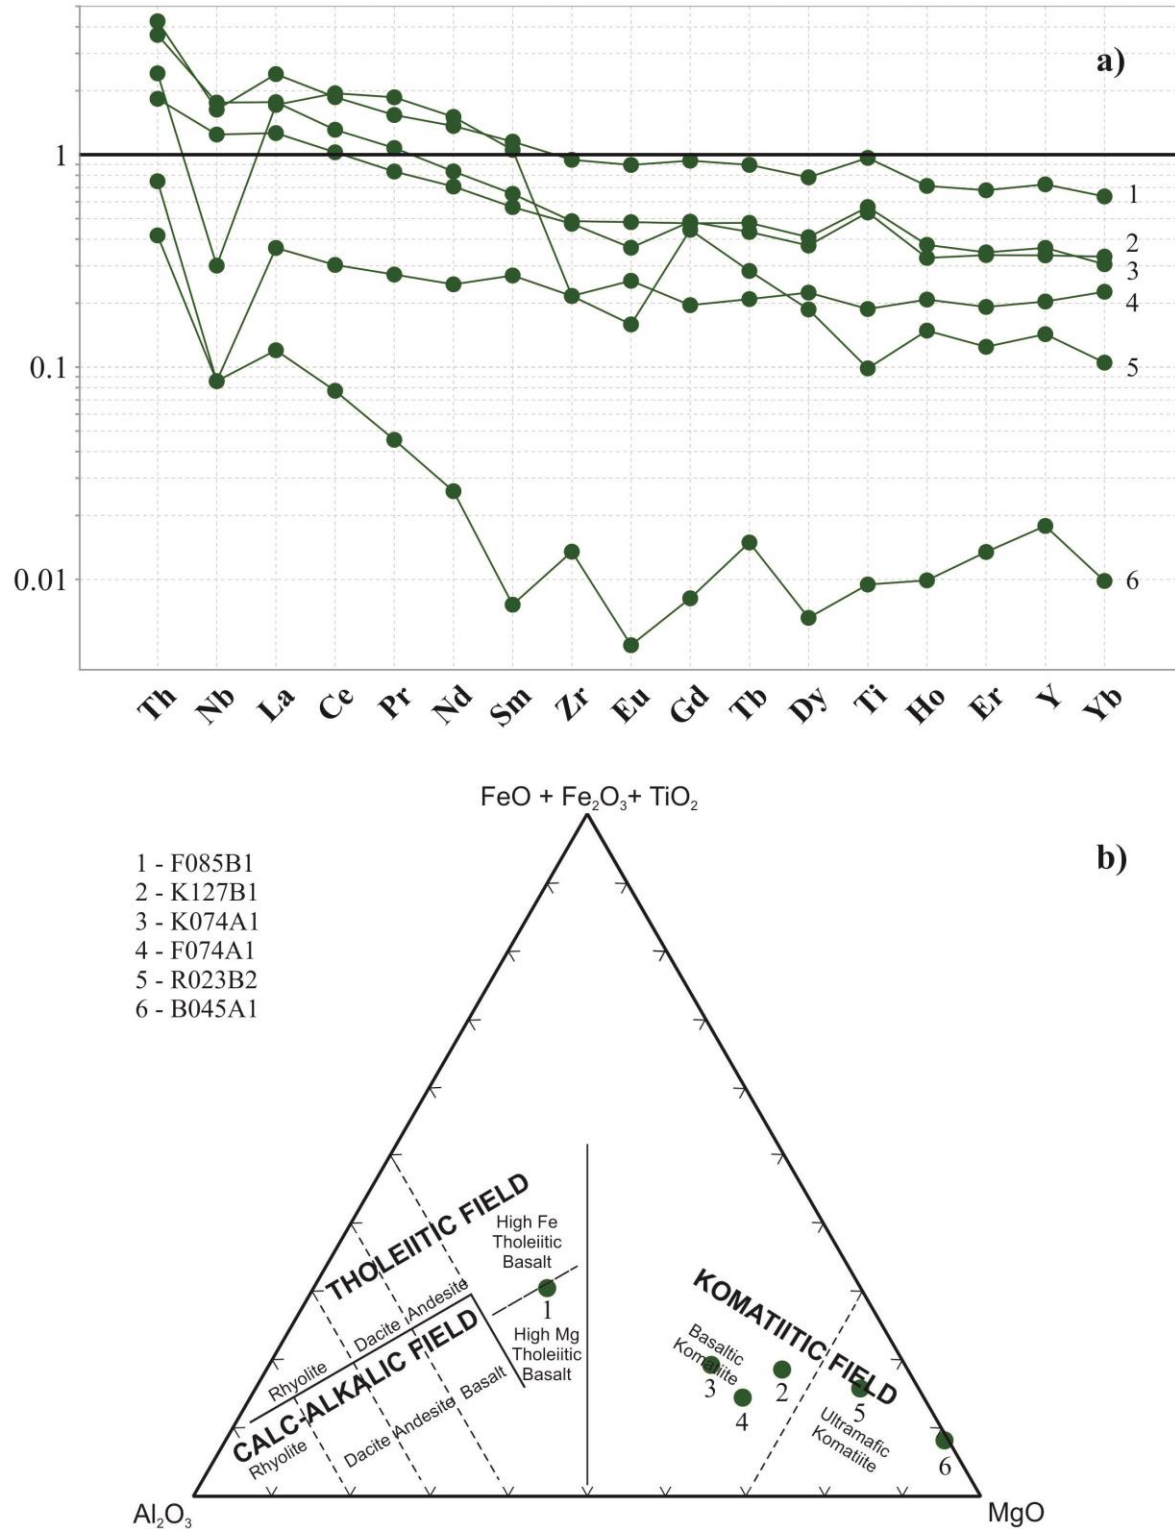 a)
1
0.1
0.01
1
2
3
4
5
6
Th Nb La Ce Pr Nd Sm Zr Eu Gd Tb Dy Ti Ho Er Y Yb
FeO + Fe₂O₃+ TiO₂
b)
1 - F085B1
2 - K127B1
3 - K074A1
4 - F074A1
5 - R023B2
6 - B045A1
THOLEIITIC FIELD
High Fe
Tholeiitic
Basalt
1
High Mg
Tholeiitic
Basalt
Rhyolite Dacite Andesite
CALC-ALKALIC FIELD
Rhyolite Dacite Andesite Basalt
KOMATIITIC FIELD
Basaltic
Komatiite
3
4
2
5
Ultramafic
Komatiite
6
Al₂O₃
MgO